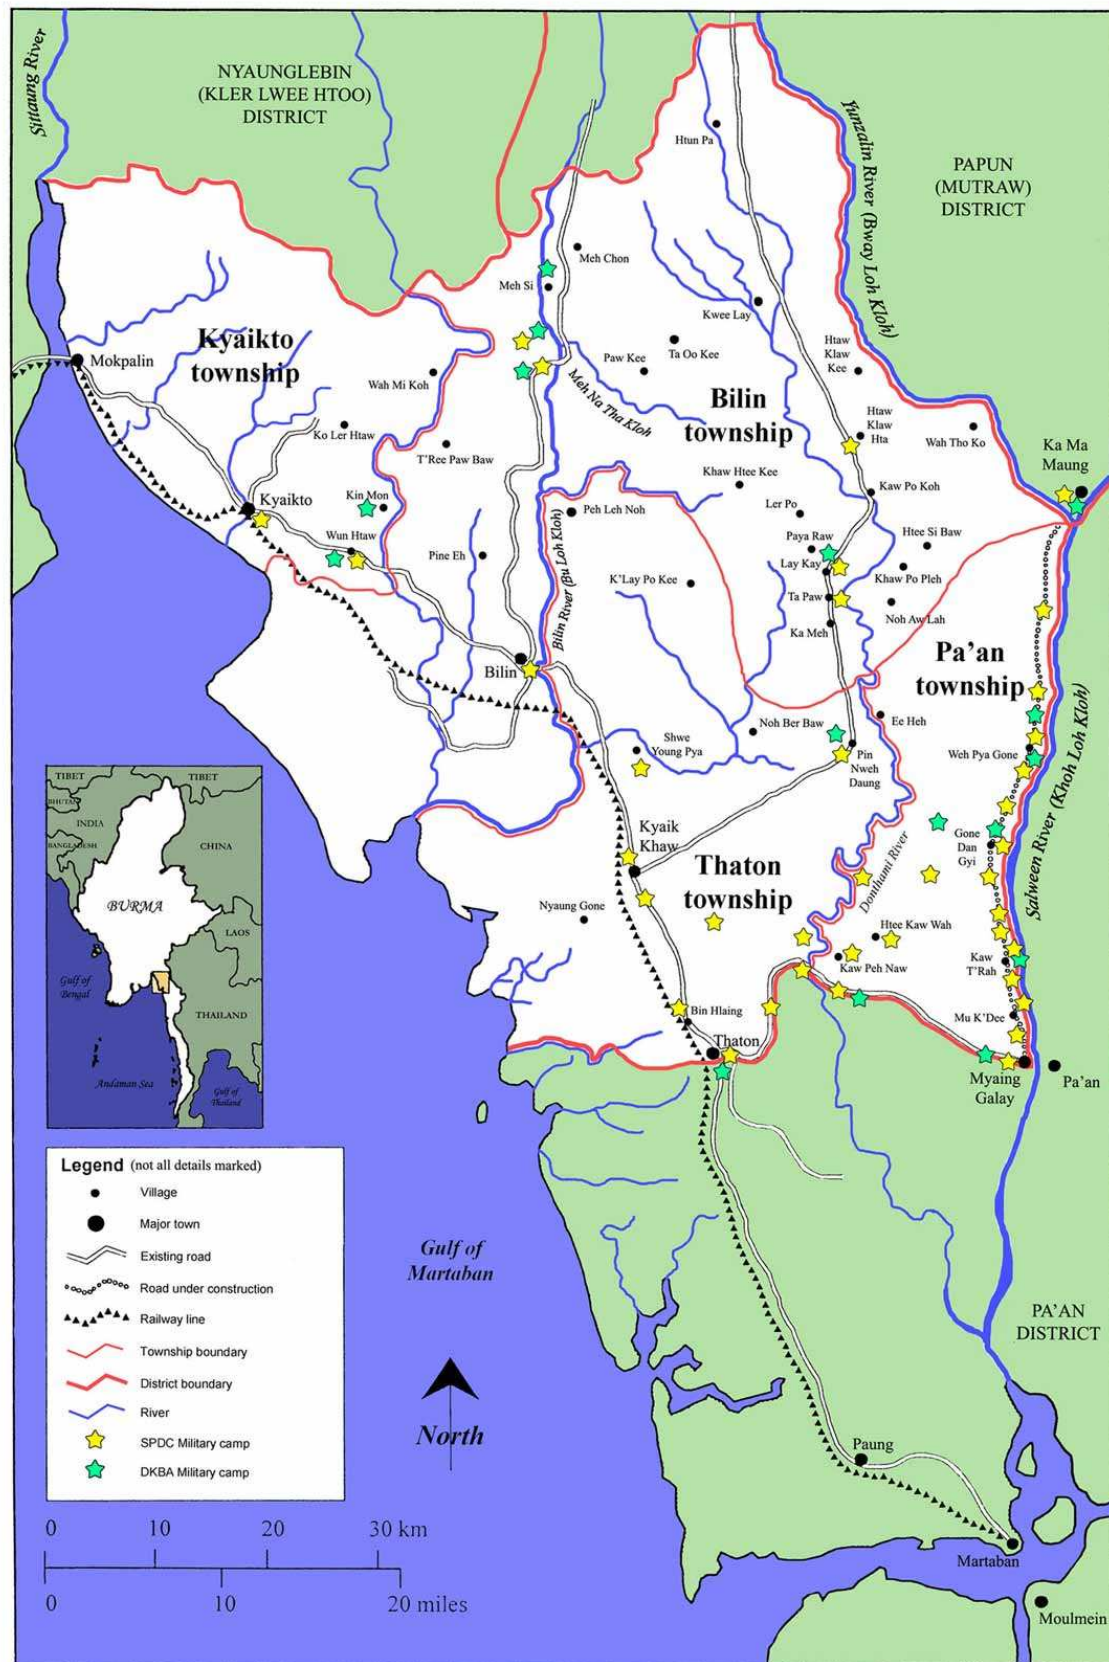 Sittaung River
NYAUNGLEBIN
(KLER LWEE HTOO)
DISTRICT
Htun Pa
Yunzalin River (Bway Loh Kloh)
PAPUN
(MUTRAW)
DISTRICT
Meh Chon
Meh Si
Kwee Lay
Kyaikto
township
Mokpalin
Ta Oo Kee
Htaw
Klaw
Kee
Paw Kee
Wah Mi Koh
Meh Na Tha Kloh
Bilin
township
Ko Ler Htaw
T'Ree Paw Baw
Htaw
Klaw
Hta
Wah Tho Ko
Ka Ma
Maung
Khaw Htee Kee
Kaw Po Koh
Kyaikto
Kin Mon
Peh Leh Noh
Ler Po
Wun Htaw
Pine Eh
Paya Raw
Htee Si Baw
Lay Kay
Khaw Po Pleh
K'Lay Po Kee
Ta Paw
Noh Aw Lah
Bilin River (Bu Loh Kloh)
Ka Meh
Pa'an
township
Bilin
Ee Heh
Noh Ber Baw
Shwe
Young Pya
Pin
Nweh
Daung
Weh Pya Gone
Salween River (Khoh Loh Kloh)
Kyaik
Khaw
Gone
Dan
Gyi
Thaton
township
Donthami River
Nyaung Gone
Htee Kaw Wah
Kaw Peh Naw
Kaw
T'Rah
Bin Hlaing
Mu K'Dee
Thaton
Myaing
Galay
Pa'an
TIBET
TIBET
BHUTAN
INDIA
BANGLADESH
CHINA
BURMA
LAOS
Gulf of
Bengal
THAILAND
Andaman Sea
Gulf of
Thailand
Legend (not all details marked)
Village
Major town
Existing road
Road under construction
Railway line
Township boundary
District boundary
River
SPDC Military camp
DKBA Military camp
Gulf of
Martaban
North
PA'AN
DISTRICT
Paung
Martaban
Moulmein
0 10 20 30 km
0 10 20 miles